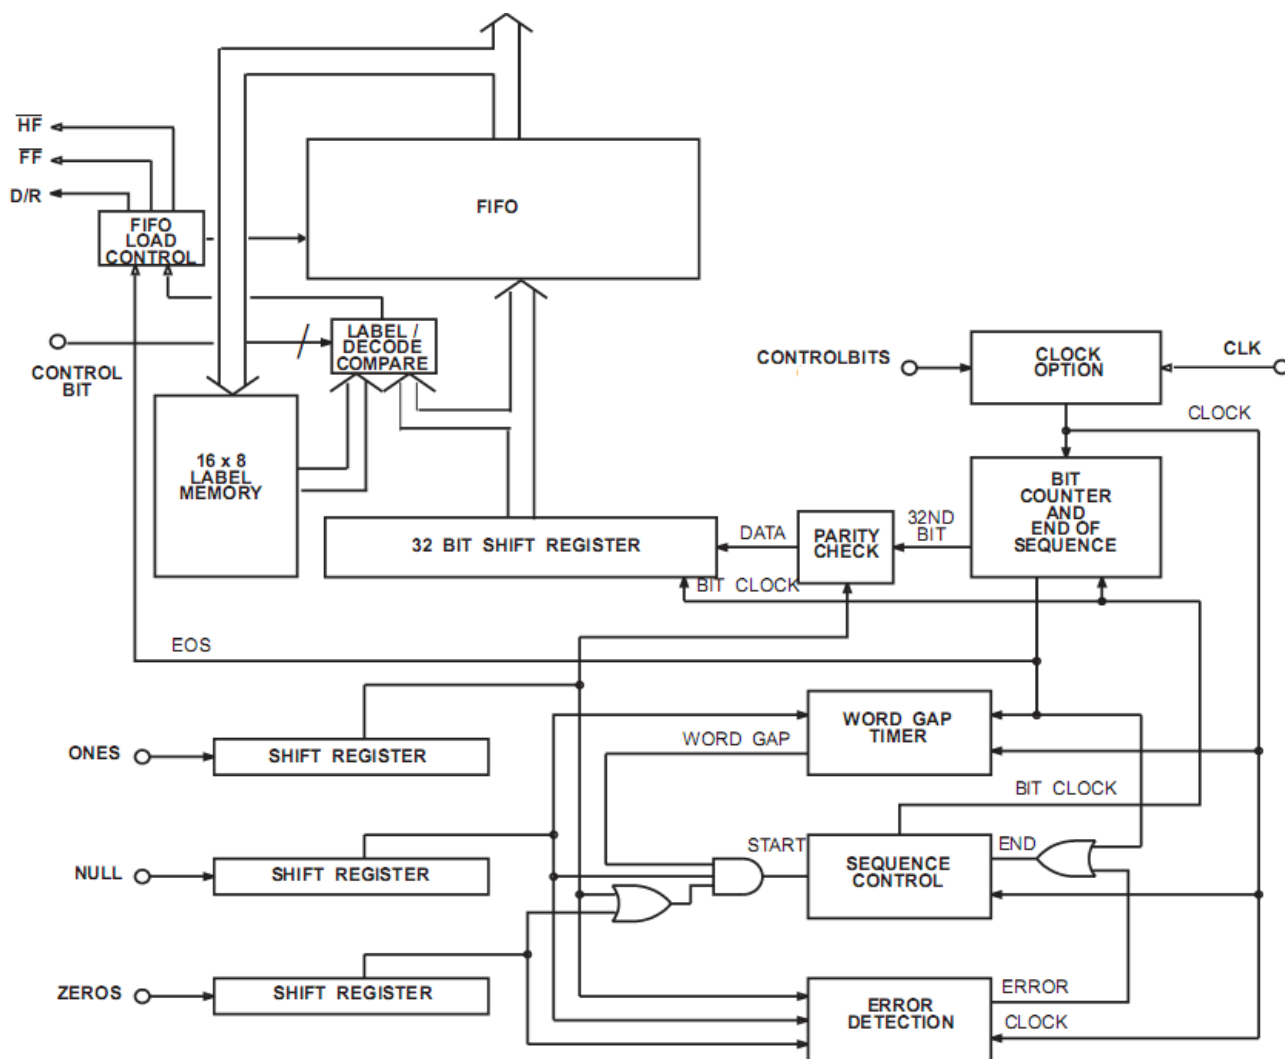 HF
FF
D/R
FIFO
LOAD
CONTROL
FIFO
CONTROL
BIT
LABEL /
DECODE
COMPARE
CONTROLBITS
CLOCK
OPTION
CLK
CLOCK
16 x 8
LABEL
MEMORY
BIT
COUNTER
AND
END OF
SEQUENCE
32 BIT SHIFT REGISTER
DATA
PARITY
CHECK
32ND
BIT
BIT CLOCK
EOS
ONES
SHIFT REGISTER
WORD GAP
WORD GAP
TIMER
BIT CLOCK
NULL
SHIFT REGISTER
START
SEQUENCE
CONTROL
END
ZEROS
SHIFT REGISTER
ERROR
DETECTION
ERROR
CLOCK